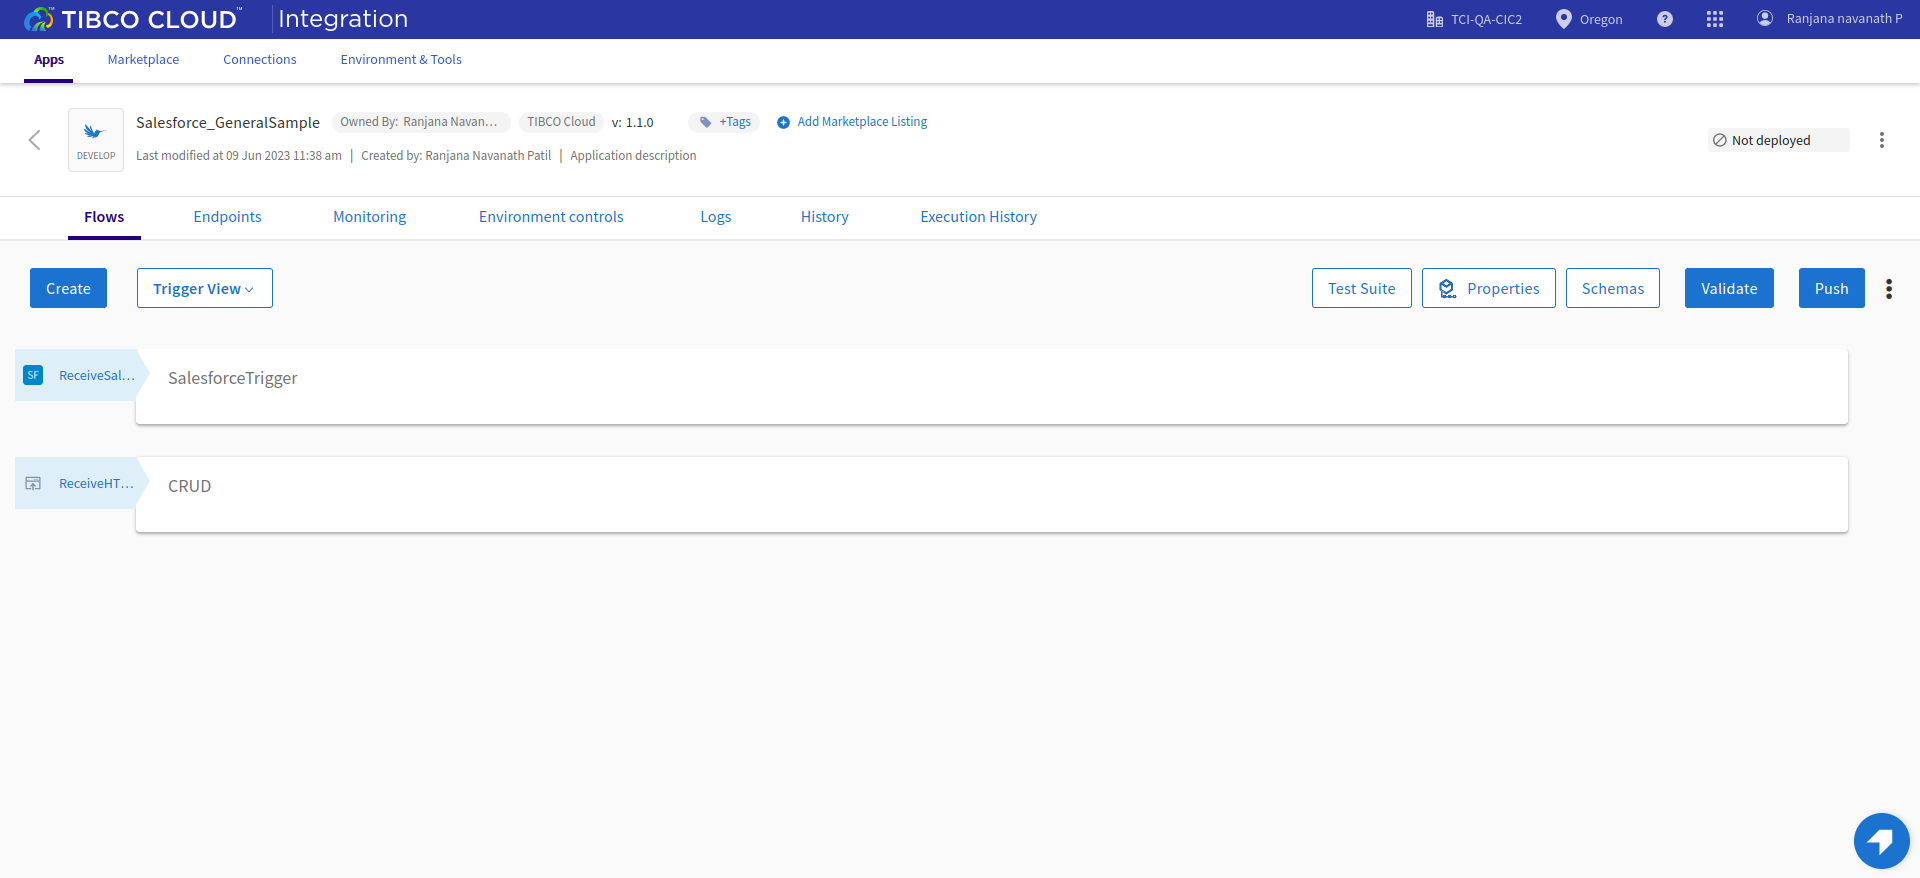 TIBCO CLOUD™ Integration TCI-QA-CIC2 Oregon ? Ranjana navanath P
Apps Marketplace Connections Environment & Tools
Salesforce_GeneralSample Owned By: Ranjana Navan... TIBCO Cloud v: 1.1.0 +Tags Add Marketplace Listing
DEVELOP Last modified at 09 Jun 2023 11:38 am | Created by: Ranjana Navanath Patil | Application description
Not deployed
Flows Endpoints Monitoring Environment controls Logs History Execution History
Create Trigger View Test Suite Properties Schemas Validate Push
SF ReceiveSal... SalesforceTrigger
ReceiveHT... CRUD